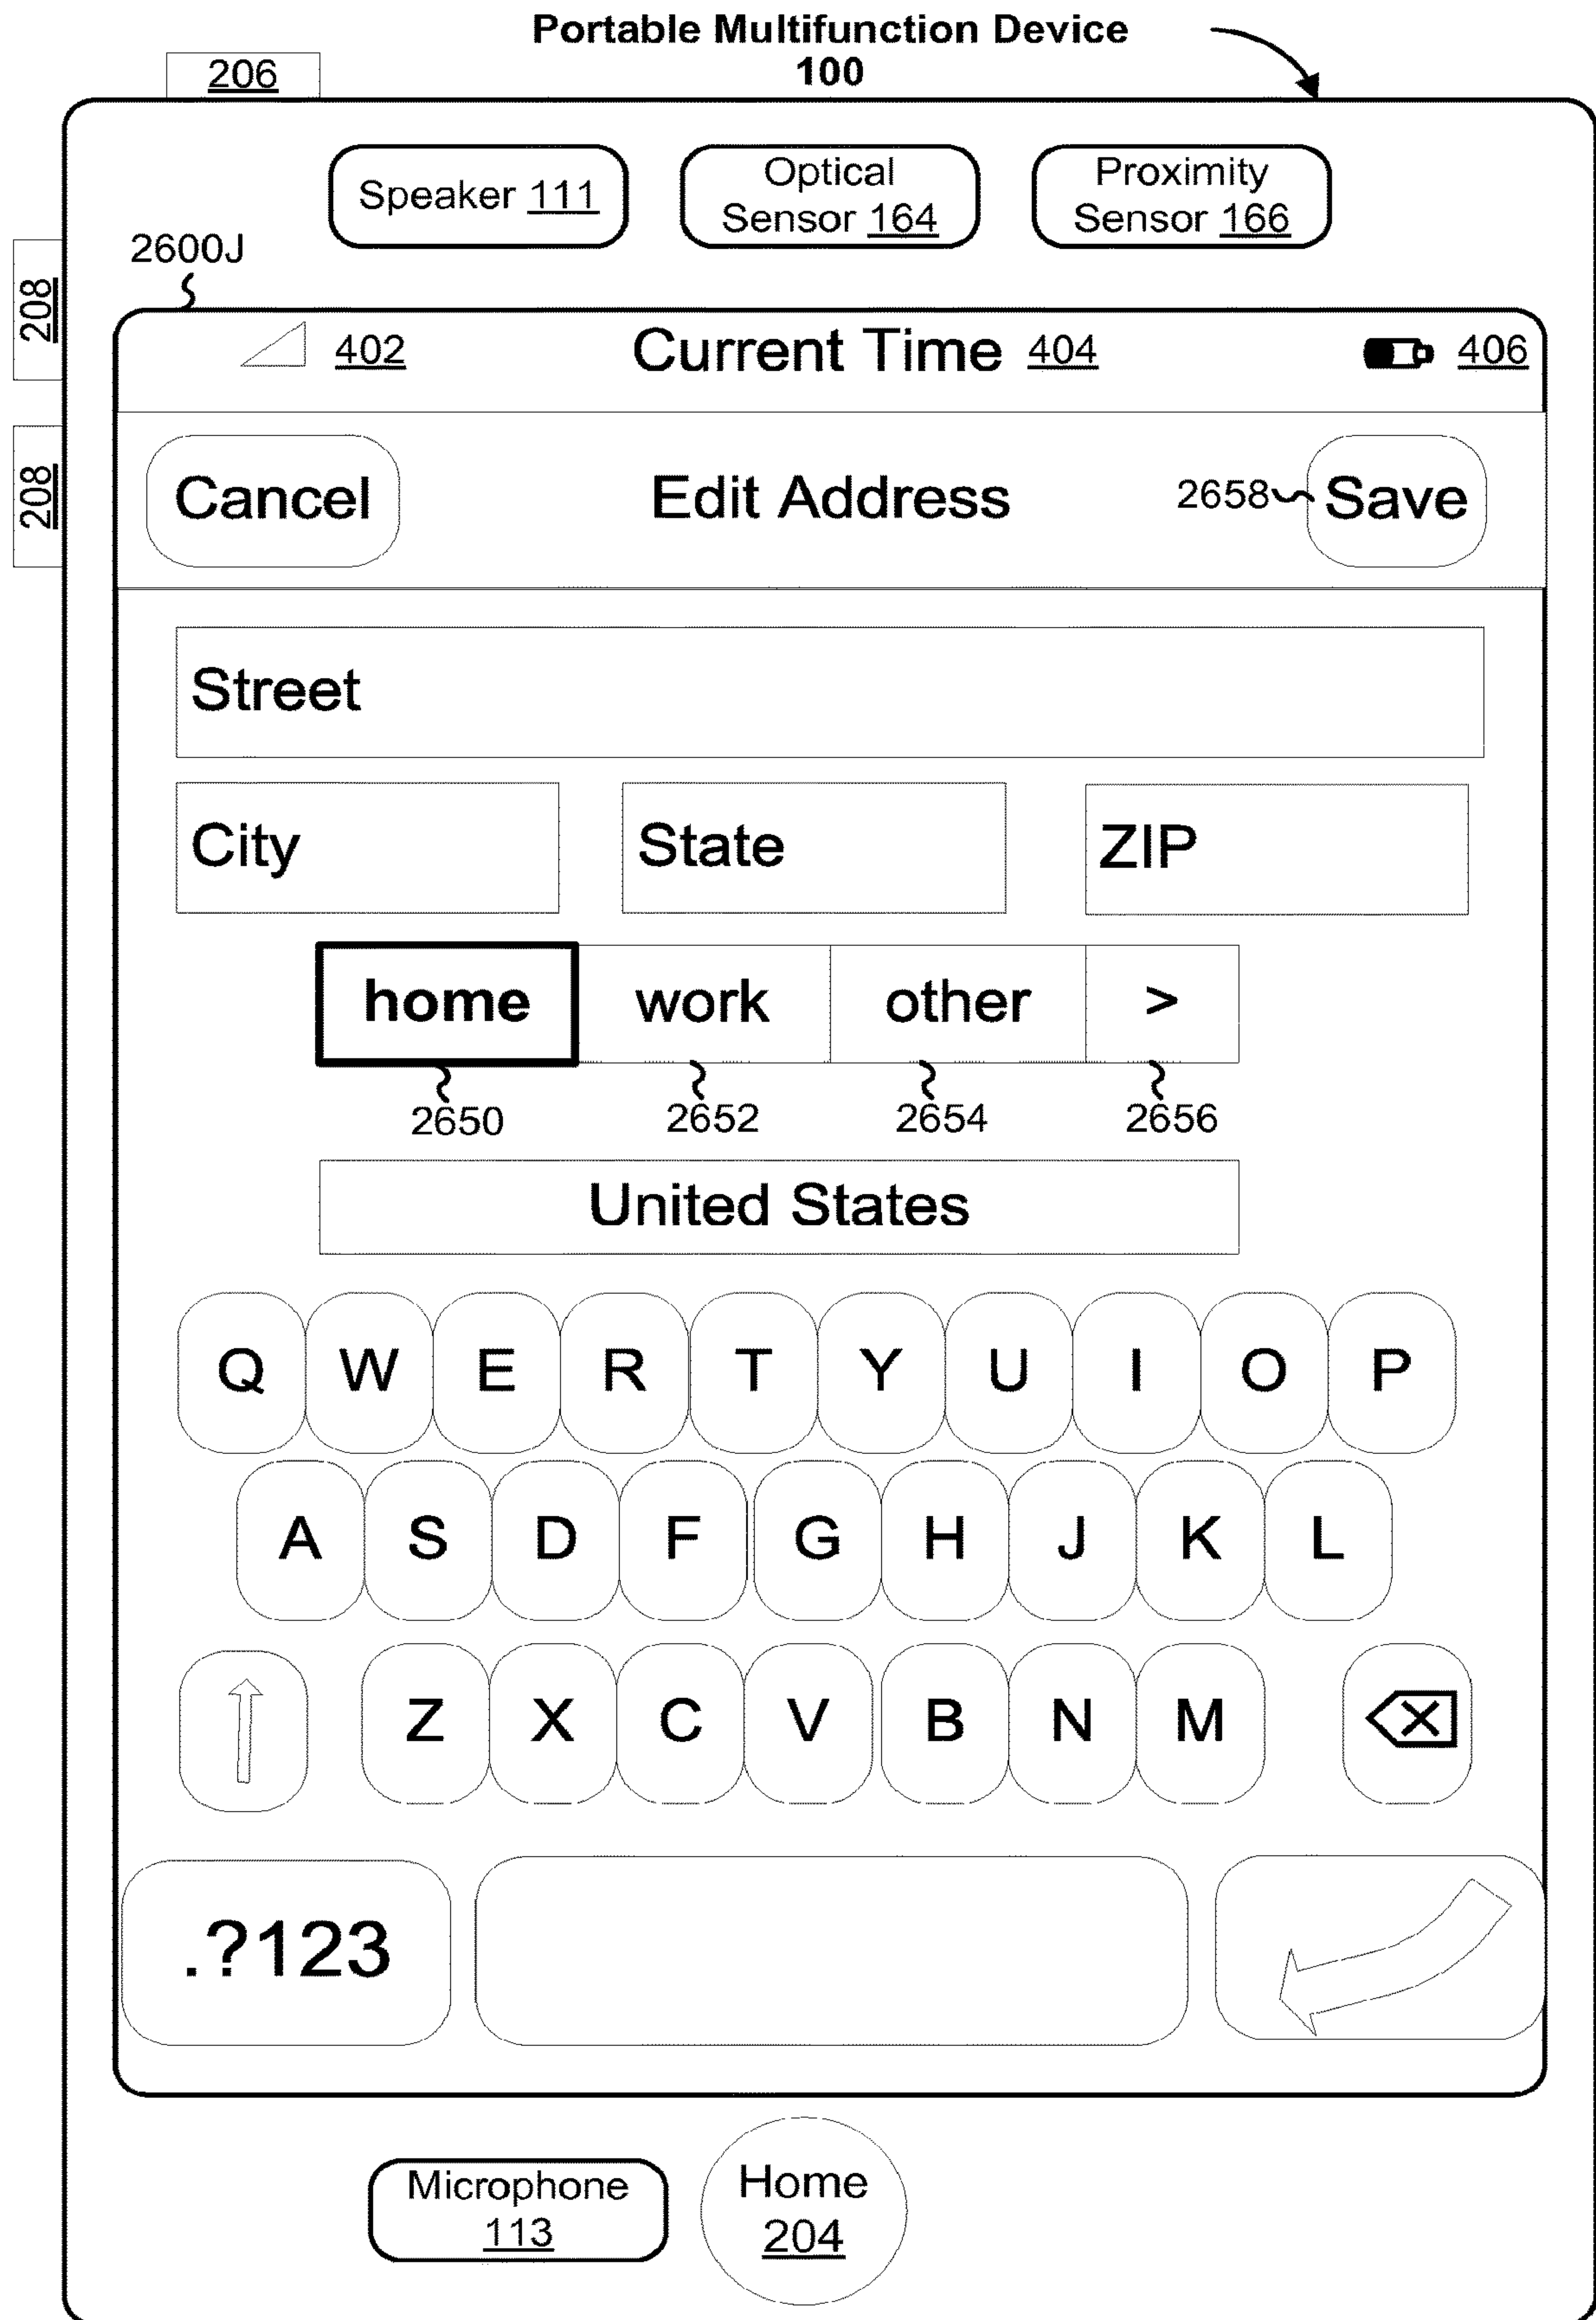 Portable Multifunction Device
100
206
Speaker 111
Optical
Sensor 164
Proximity
Sensor 166
2600J
208
208
402
Current Time 404
406
Cancel
Edit Address
2658
Save
Street
City
State
ZIP
home
work
other
>
2650
2652
2654
2656
United States
Q W E R T Y U I O P
A S D F G H J K L
Z X C V B N M
.?123
Microphone
113
Home
204